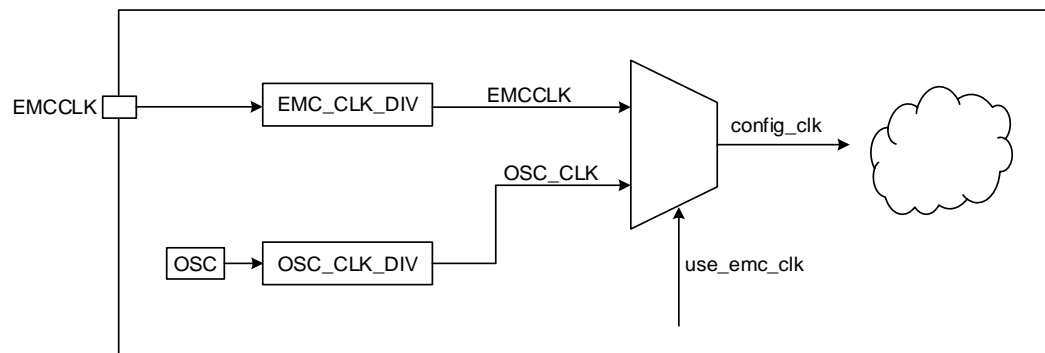 EMCCLK
EMC_CLK_DIV
EMCCLK
config_clk
OSC_CLK
OSC
OSC_CLK_DIV
use_emc_clk